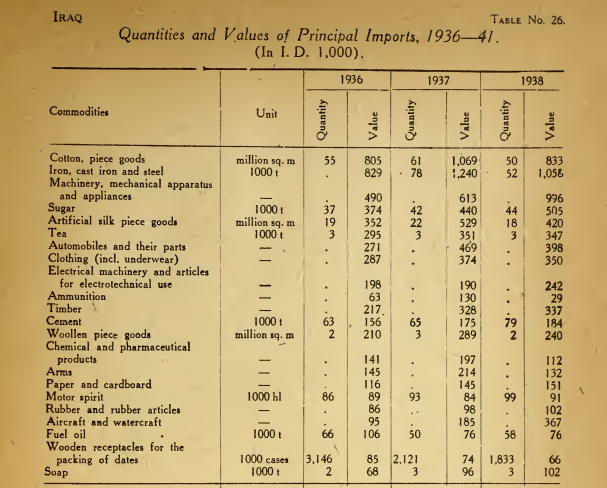 IRAQ TABLE NO. 26.
Quantities and Values of Principal Imports, 1936—41.
(In I. D. 1,000).
1936 1937 1938
Commodities Unit Quantity Value Quantity Value Quantity Value
Cotton, piece goods million sq. m 55 805 61 1,069 50 833
Iron, cast iron and steel 1000 t . 829 78 1,240 52 1,056
Machinery, mechanical apparatus
and appliances — . 490 . 613 . 996
Sugar 1000 t 37 374 42 440 44 505
Artificial silk piece goods million sq. m 19 352 22 529 18 420
Tea 1000 t 3 295 3 351 3 347
Automobiles and their parts — . 271 . 469 . 398
Clothing (incl. underwear) — . 287 . 374 . 350
Electrical machinery and articles
for electrotechnical use — . 198 . 190 . 242
Ammunition — . 63 . 130 . 29
Timber — . 217 . 328 . 337
Cement 1000 t 63 156 65 175 79 184
Woollen piece goods million sq. m 2 210 3 289 2 240
Chemical and pharmaceutical
products — . 141 . 197 . 112
Arms — . 145 . 214 . 132
Paper and cardboard — . 116 . 145 . 151
Motor spirit 1000 hl 86 89 93 84 99 91
Rubber and rubber articles — . 86 . 98 . 102
Aircraft and watercraft — . 95 . 185 . 367
Fuel oil 1000 t 66 106 50 76 58 76
Wooden receptacles for the
packing of dates 1000 cases 3,146 85 2,121 74 1,833 66
Soap 1000 t 2 68 3 96 3 102